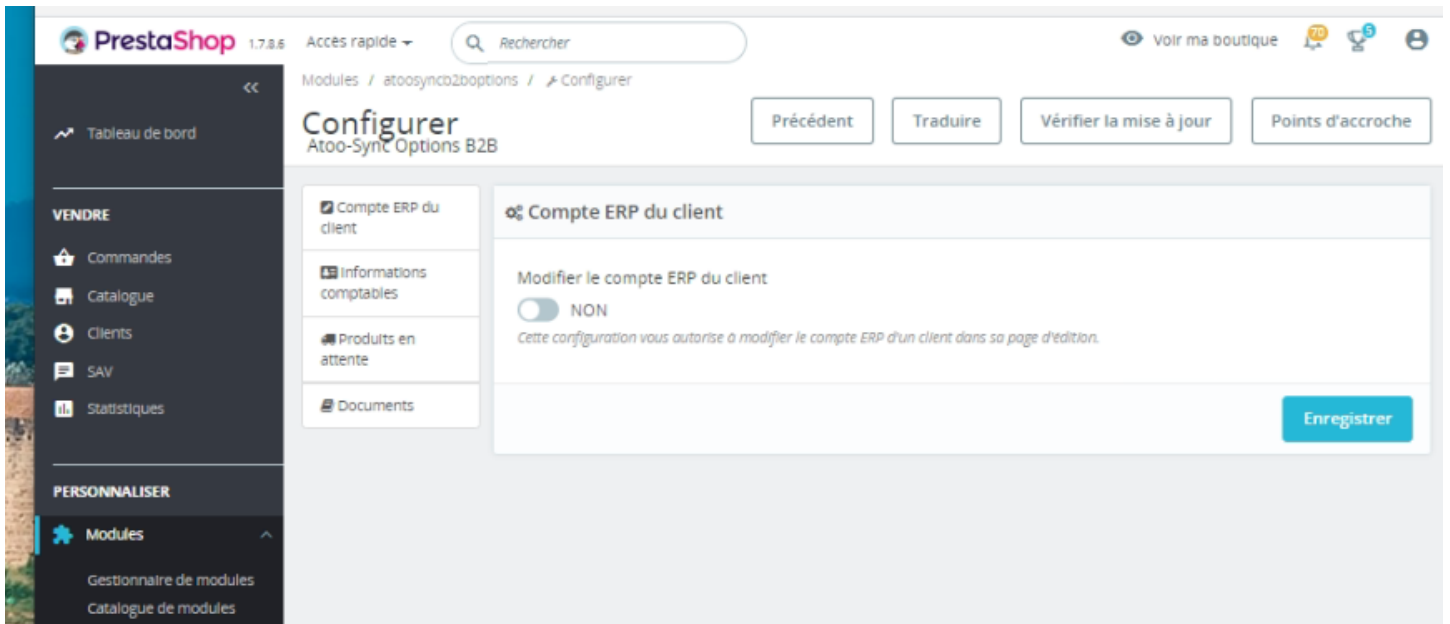 PrestaShop 1.7.8.6 Accès rapide Rechercher Voir ma boutique 70 5
Modules / atoosyncb2boptions / Configurer
Configurer
Atoo-Sync Options B2B
Précédent Traduire Vérifier la mise à jour Points d'accroche
Tableau de bord
VENDRE
Commandes
Catalogue
Clients
SAV
Statistiques
PERSONNALISER
Modules
Gestionnaire de modules
Catalogue de modules
Compte ERP du
client
Informations
comptables
Produits en
attente
Documents
Compte ERP du client
Modifier le compte ERP du client
NON
Cette configuration vous autorise à modifier le compte ERP d'un client dans sa page d'édition.
Enregistrer